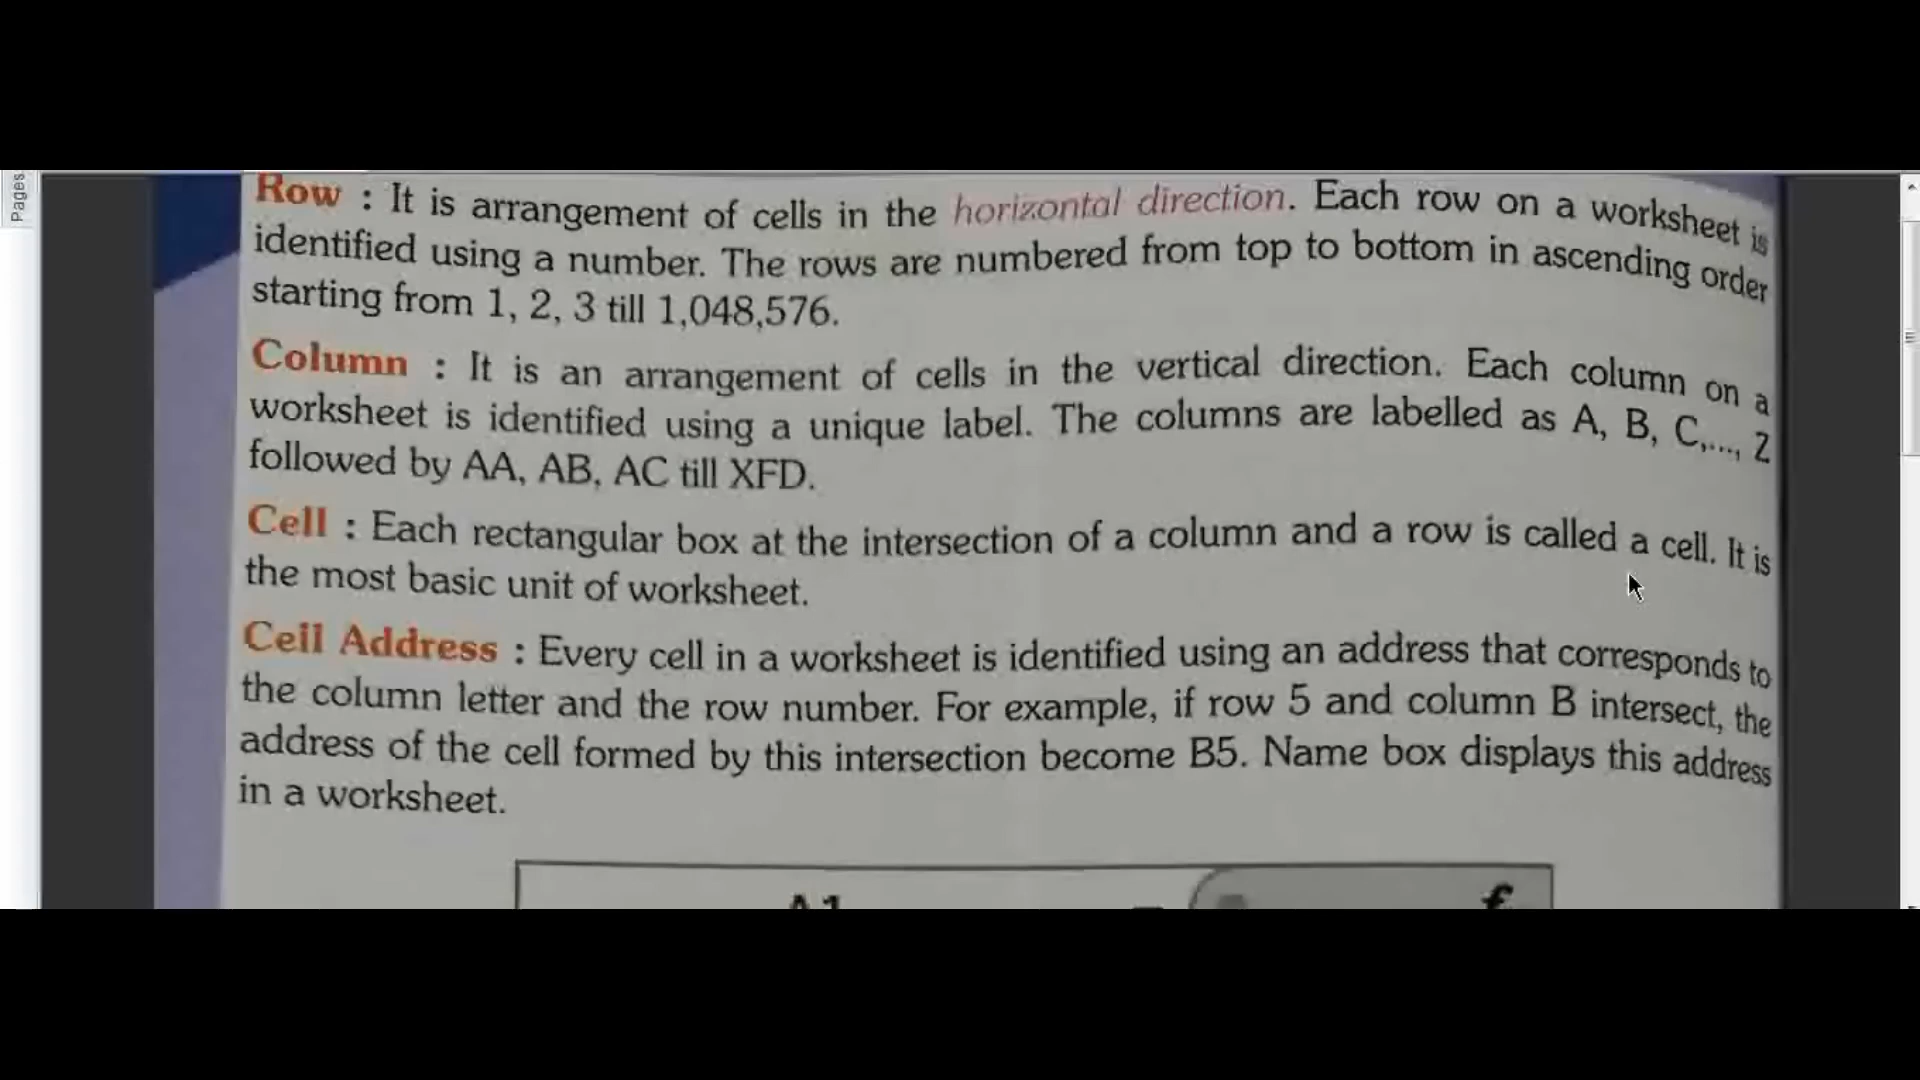 Pages
Row : It is arrangement of cells in the horizontal direction. Each row on a worksheet is
identified using a number. The rows are numbered from top to bottom in ascending order
starting from 1, 2, 3 till 1,048,576.
Column : It is an arrangement of cells in the vertical direction. Each column on a
worksheet is identified using a unique label. The columns are labelled as A, B, C,..., Z
followed by AA, AB, AC till XFD.
Cell : Each rectangular box at the intersection of a column and a row is called a cell. It is
the most basic unit of worksheet.
Cell Address : Every cell in a worksheet is identified using an address that corresponds to
the column letter and the row number. For example, if row 5 and column B intersect, the
address of the cell formed by this intersection become B5. Name box displays this address
in a worksheet.
A1